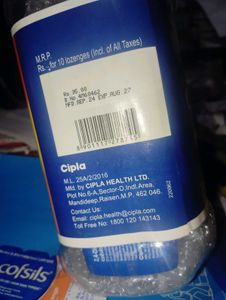 M.R.P.
Rs.- for 10 lozenges (Incl. of All Taxes)
Rs 35.00
B.No 4M60462
MFD SEP.24 EXP AUG.27
Cipla
M.L. 25A/2/2016
Mfd. by CIPLA HEALTH LTD.
Plot No.6-A,Sector-D,Indl.Area,
Mandideep,Raisen,M.P. 462 046.
Contact Us:
Email: cipla.health@cipla.com
Toll Free No: 1800 120 143143
cofsils